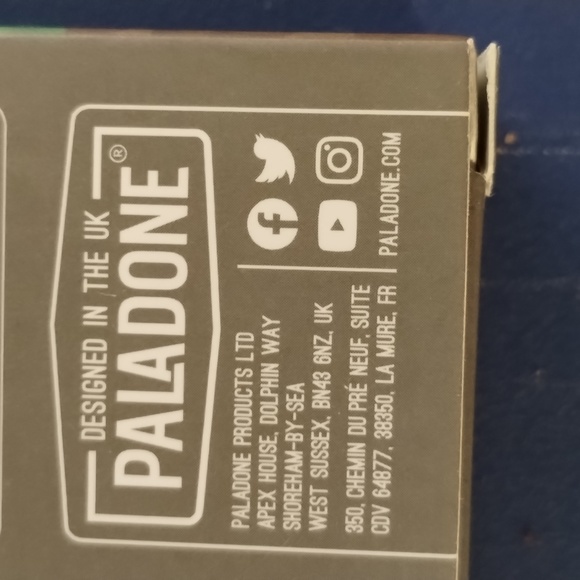 DESIGNED IN THE UK
PALADONE®
PALADONE PRODUCTS LTD
APEX HOUSE, DOLPHIN WAY
SHOREHAM-BY-SEA
WEST SUSSEX, BN43 6NZ, UK
350, CHEMIN DU PRÉ NEUF, SUITE
CDV 64877, 38350, LA MURE, FR
PALADONE.COM